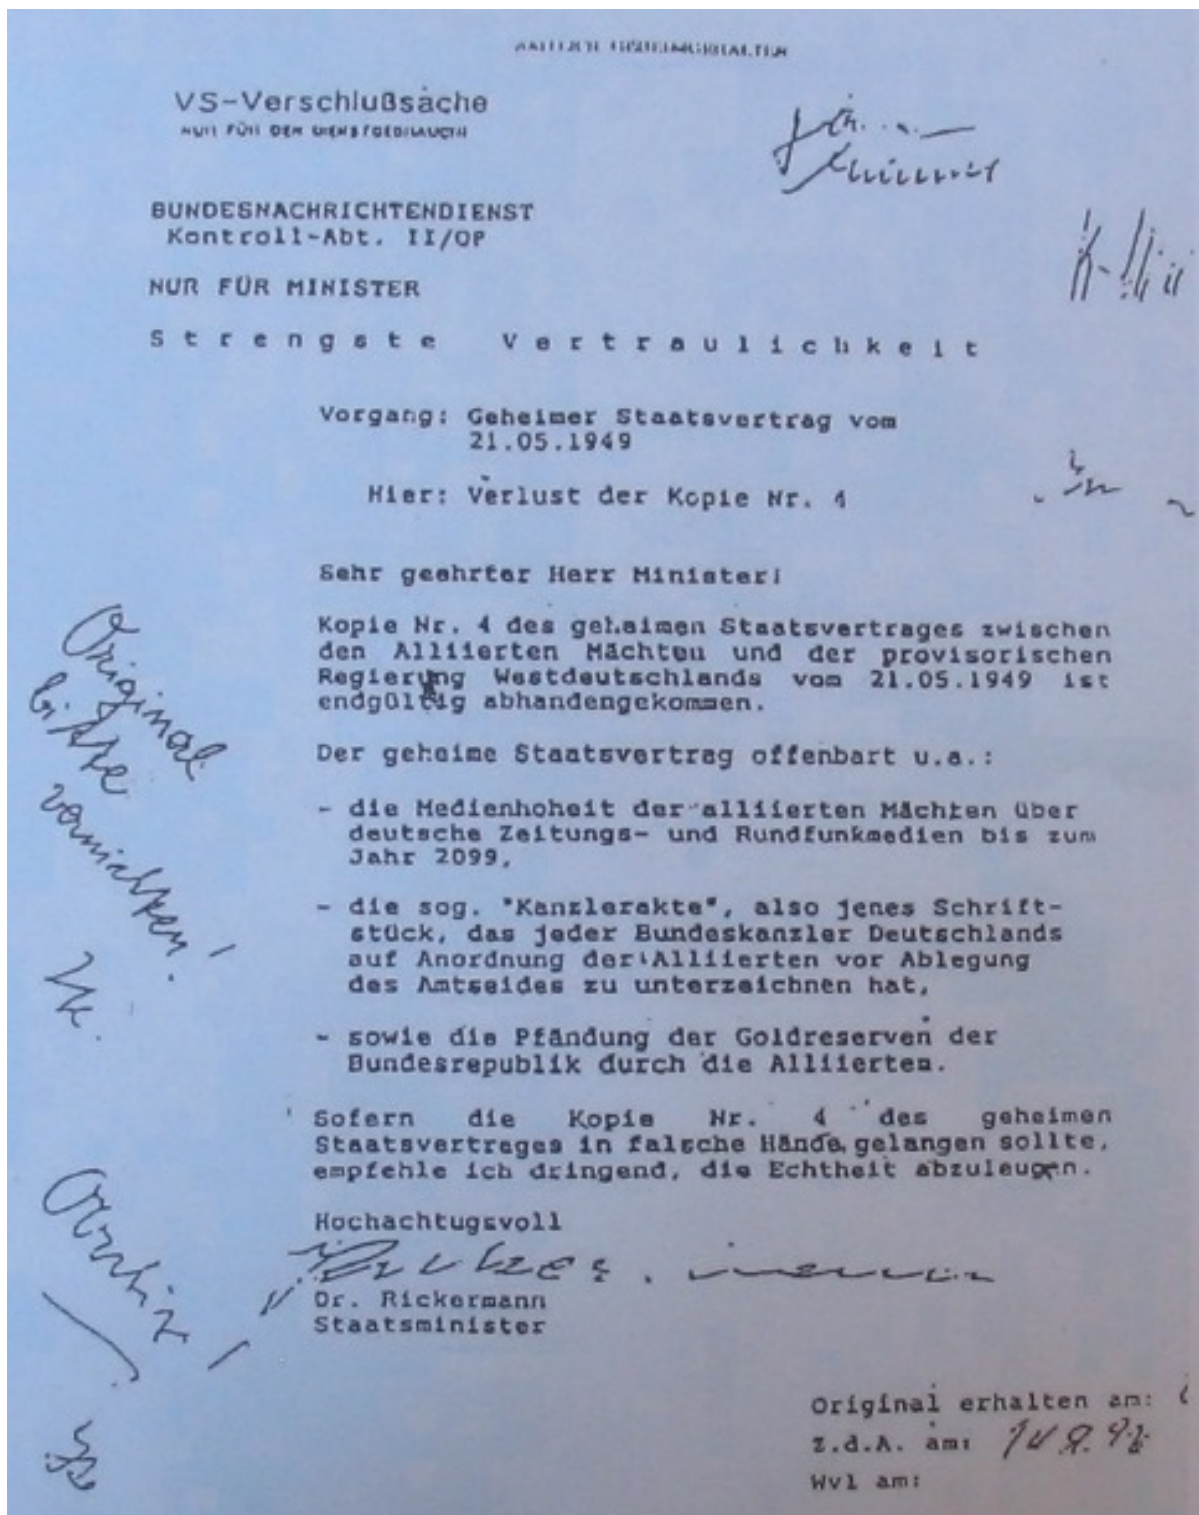 VS-Verschlußsache
NUR FÜR DEN DIENSTGEBRAUCH
BUNDESNACHRICHTENDIENST
Kontroll-Abt. II/OP
NUR FÜR MINISTER
Strengste Vertraulichkeit
Vorgang: Geheimer Staatsvertrag vom
21.05.1949
Hier: Verlust der Kopie Nr. 4
Sehr geehrter Herr Minister!
Kopie Nr. 4 des geheimen Staatsvertrages zwischen
den Alliierten Mächten und der provisorischen
Regierung Westdeutschlands vom 21.05.1949 ist
endgültig abhandengekommen.
Der geheime Staatsvertrag offenbart u.a.:
- die Medienhoheit der alliierten Mächten über
deutsche Zeitungs- und Rundfunkmedien bis zum
Jahr 2099,
- die sog. "Kanzlerakte", also jenes Schrift-
stück, das jeder Bundeskanzler Deutschlands
auf Anordnung der Alliierten vor Ablegung
des Amtseides zu unterzeichnen hat,
- sowie die Pfändung der Goldreserven der
Bundesrepublik durch die Alliierten.
Sofern die Kopie Nr. 4 des geheimen
Staatsvertrages in falsche Hände gelangen sollte,
empfehle ich dringend, die Echtheit abzuleugen.
Hochachtugsvoll
Dr. Rickermann
Staatsminister
Original
bitte
vernichten!
Original erhalten am:
z.d.A. am:
Wvl am: